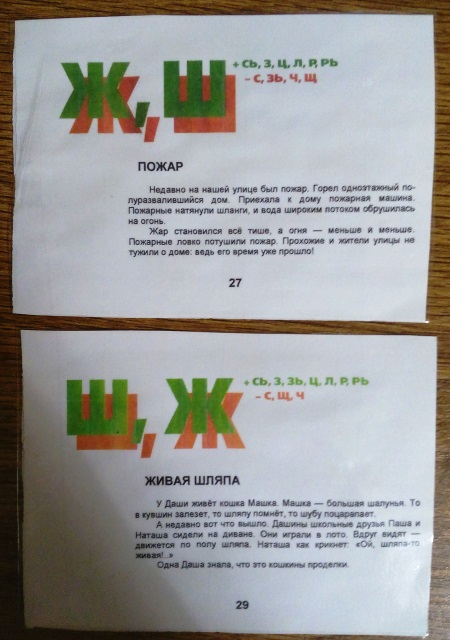 Ж, Ш
+ СЬ, З, Ц, Л, Р, РЬ
– С, ЗЬ, Ч, Щ
ПОЖАР
Недавно на нашей улице был пожар. Горел одноэтажный по-
луразвалившийся дом. Приехала к дому пожарная машина.
Пожарные натянули шланги, и вода широким потоком обрушилась
на огонь.
Жар становился всё тише, а огня — меньше и меньше.
Пожарные ловко потушили пожар. Прохожие и жители улицы не
тужили о доме: ведь его время уже прошло!
27
Ш, Ж
+ СЬ, З, ЗЬ, Ц, Л, Р, РЬ
– С, Щ, Ч
ЖИВАЯ ШЛЯПА
У Даши живёт кошка Машка. Машка — большая шалунья. То
в кувшин залезет, то шляпу помнёт, то шубу поцарапает.
А недавно вот что вышло. Дашины школьные друзья Паша и
Наташа сидели на диване. Они играли в лото. Вдруг видят —
движется по полу шляпа. Наташа как крикнет: «Ой, шляпа-то
живая!..»
Одна Даша знала, что это кошкины проделки.
29